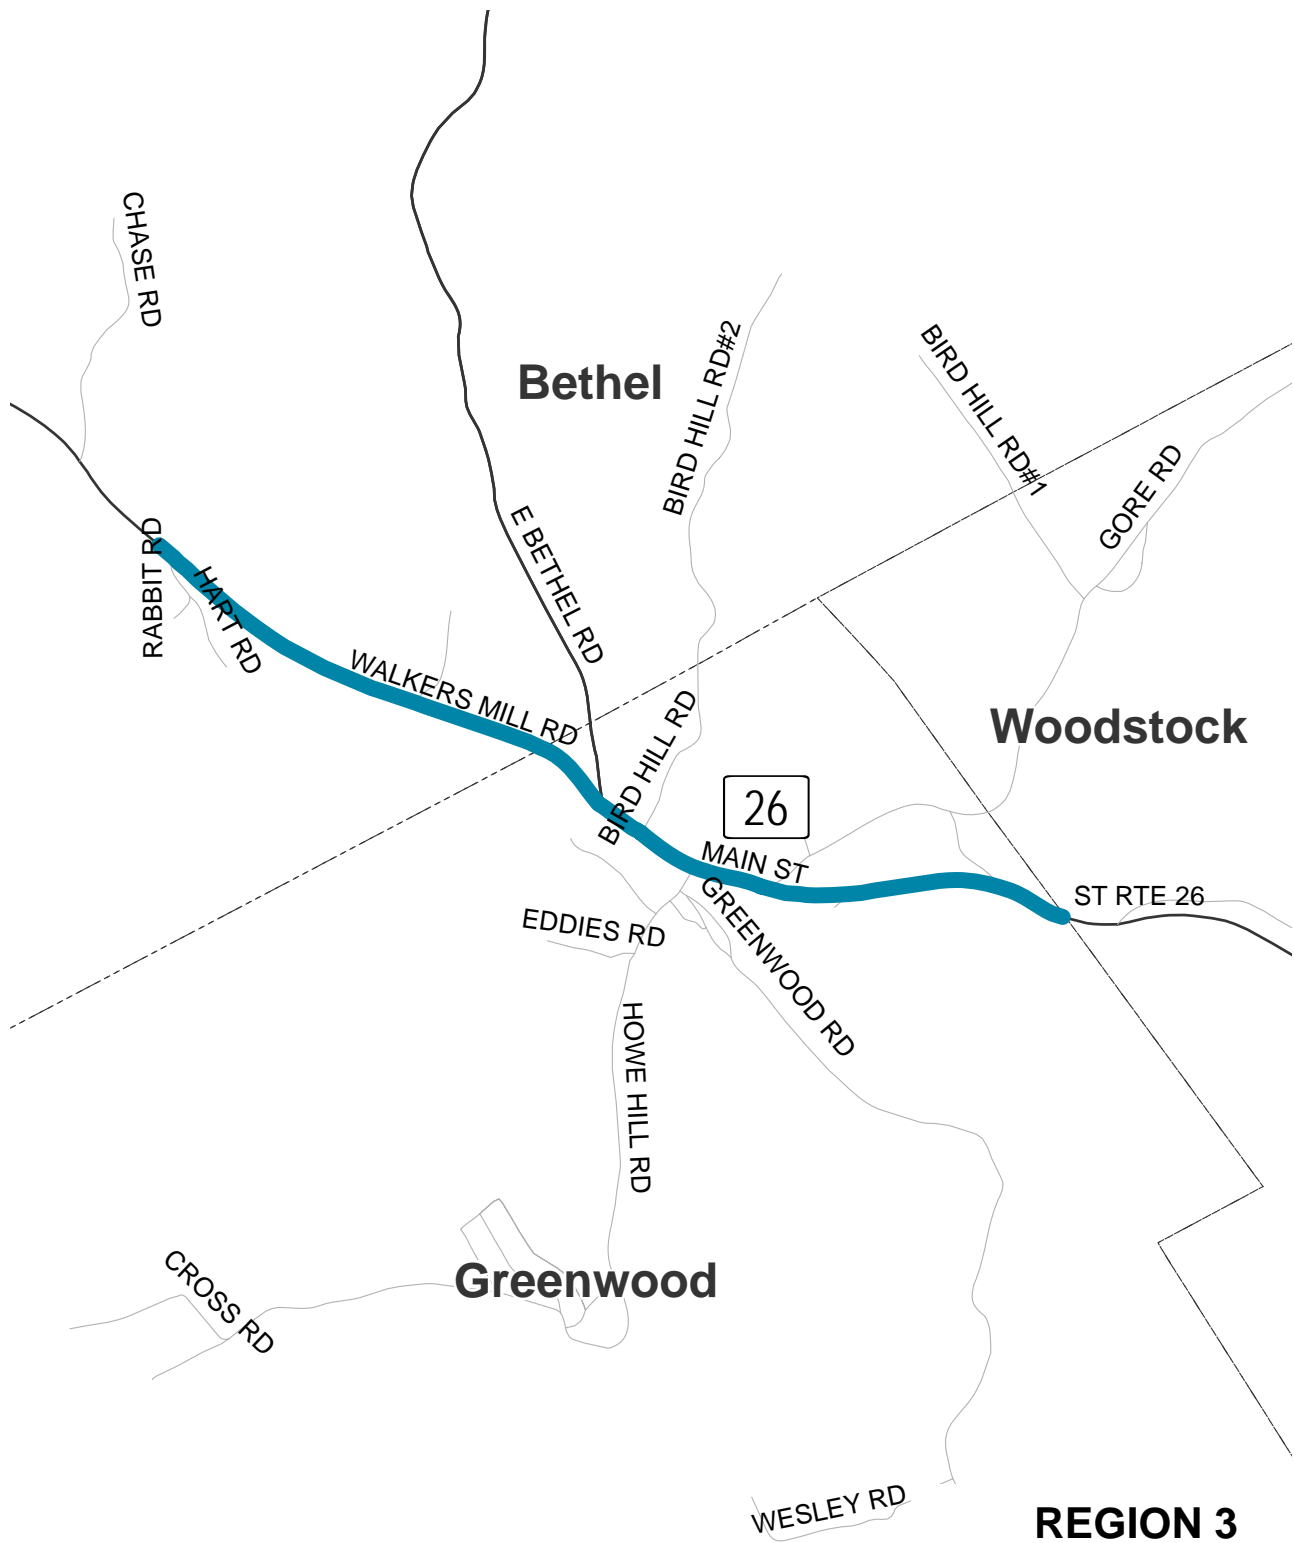 CHASE RD
BIRD HILL RD#2
BIRD HILL RD#1
Bethel
GORE RD
E BETHEL RD
RABBIT RD
HART RD
WALKERS MILL RD
BIRD HILL RD
Woodstock
26
MAIN ST
ST RTE 26
GREENWOOD RD
EDDIES RD
HOWE HILL RD
CROSS RD
Greenwood
WESLEY RD
REGION 3